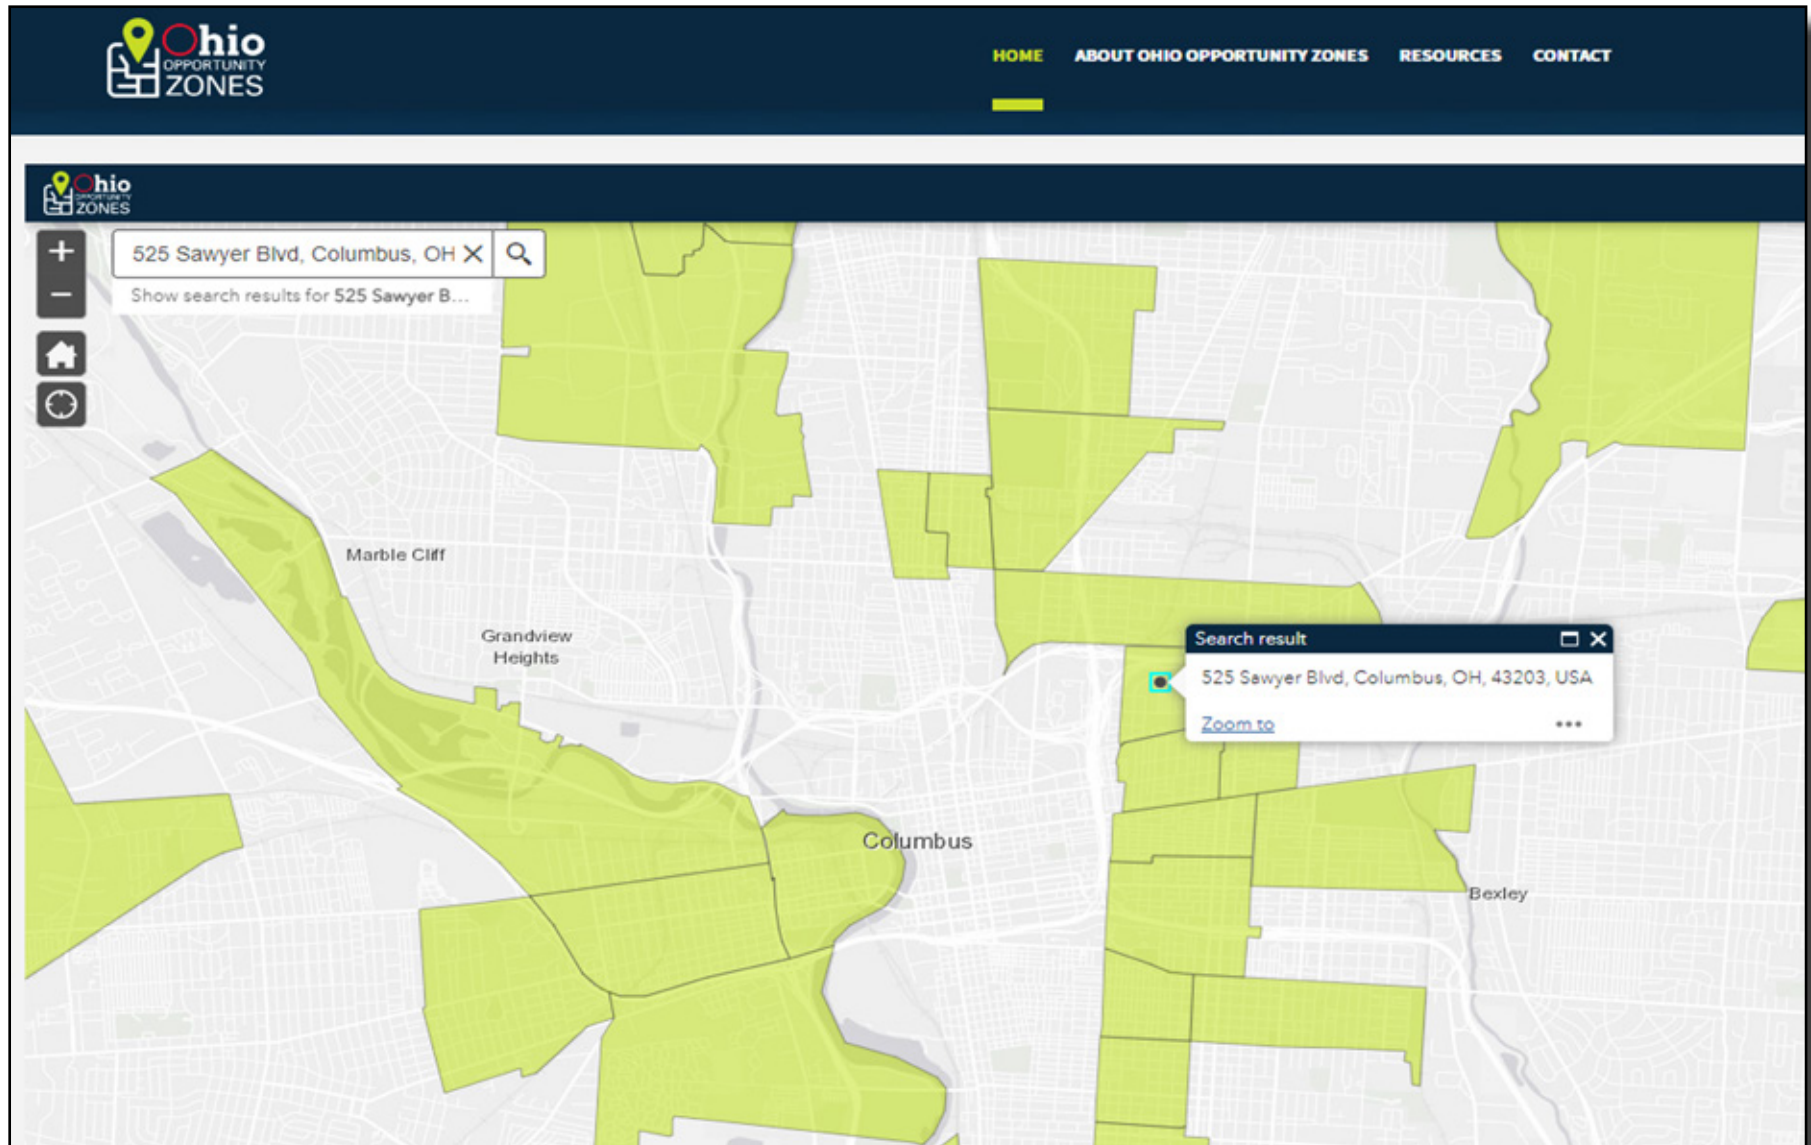 Ohio
OPPORTUNITY
ZONES
HOME
ABOUT OHIO OPPORTUNITY ZONES
RESOURCES
CONTACT
Ohio
OPPORTUNITY
ZONES
+
525 Sawyer Blvd, Columbus, OH
Show search results for 525 Sawyer B...
−
Marble Cliff
Grandview
Heights
Search result
525 Sawyer Blvd, Columbus, OH, 43203, USA
Zoom to
Columbus
Bexley